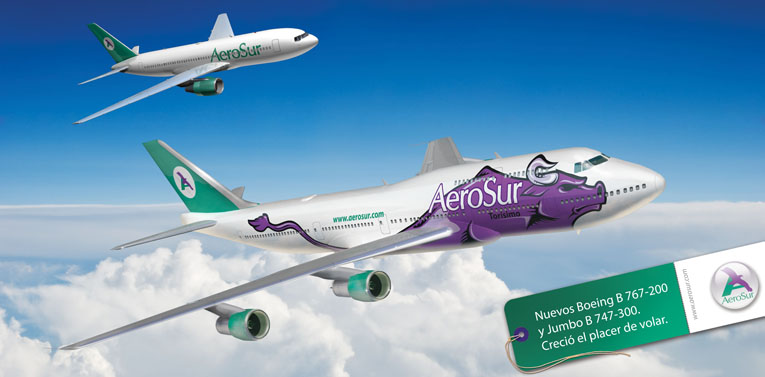 AeroSur
AeroSur
Torísimo
www.aerosur.com
Nuevos Boeing B 767-200
y Jumbo B 747-300.
Creció el placer de volar.
www.aerosur.com
AeroSur